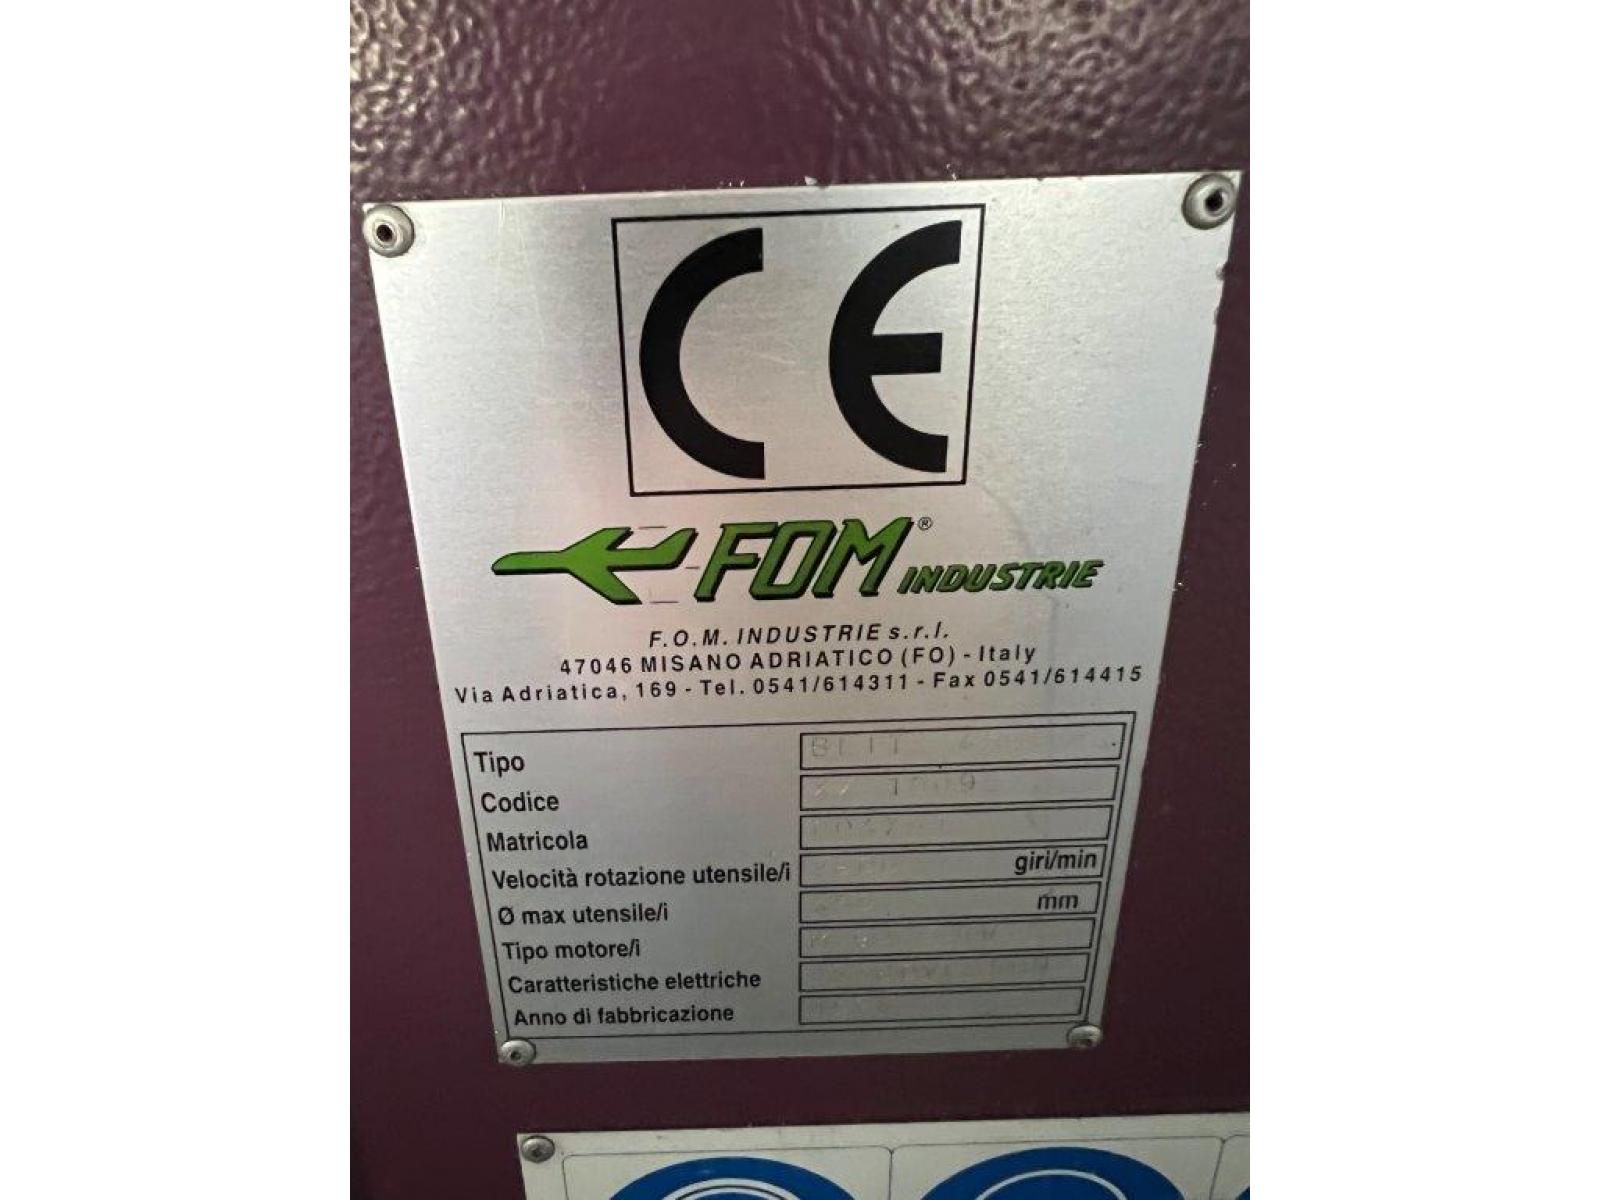 CE
FOM® INDUSTRIE
F.O.M. INDUSTRIE s.r.l.
47046 MISANO ADRIATICO (FO) - Italy
Via Adriatica, 169 - Tel. 0541/614311 - Fax 0541/614415
Tipo
Codice
Matricola
Velocità rotazione utensile/i giri/min
Ø max utensile/i mm
Tipo motore/i
Caratteristiche elettriche
Anno di fabbricazione